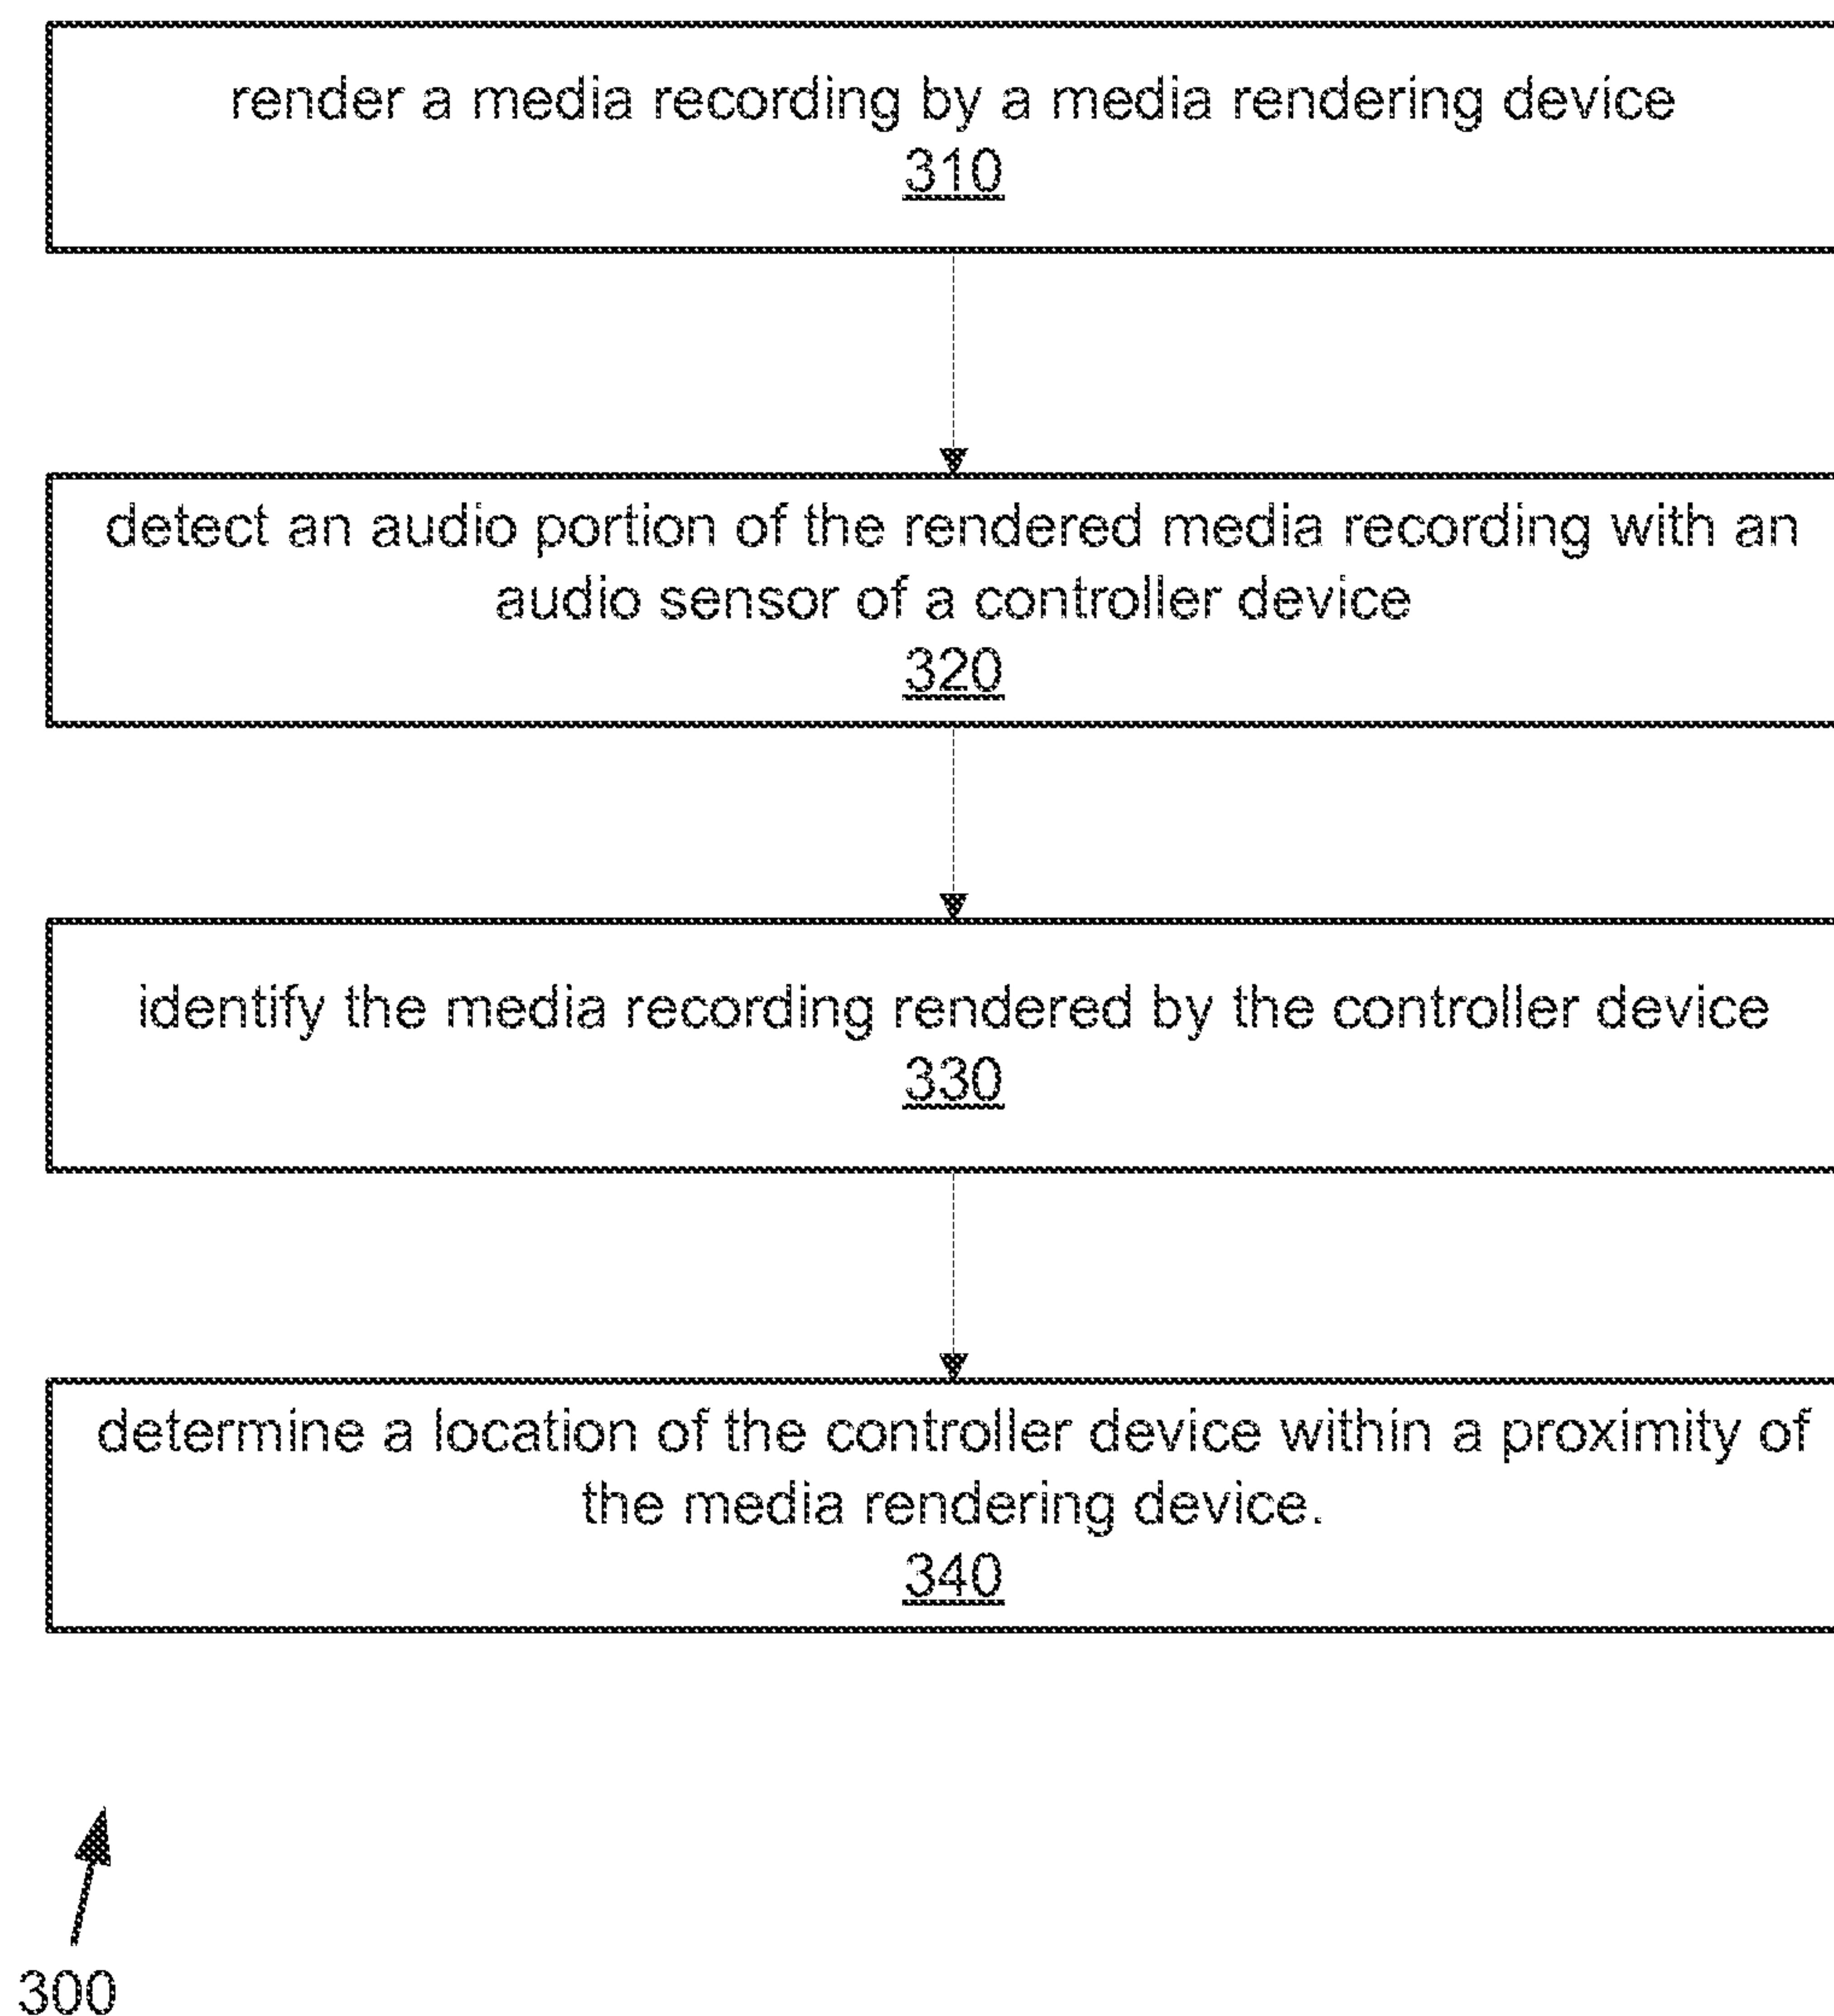 render a media recording by a media rendering device
310
detect an audio portion of the rendered media recording with an
audio sensor of a controller device
320
identify the media recording rendered by the controller device
330
determine a location of the controller device within a proximity of
the media rendering device.
340
300